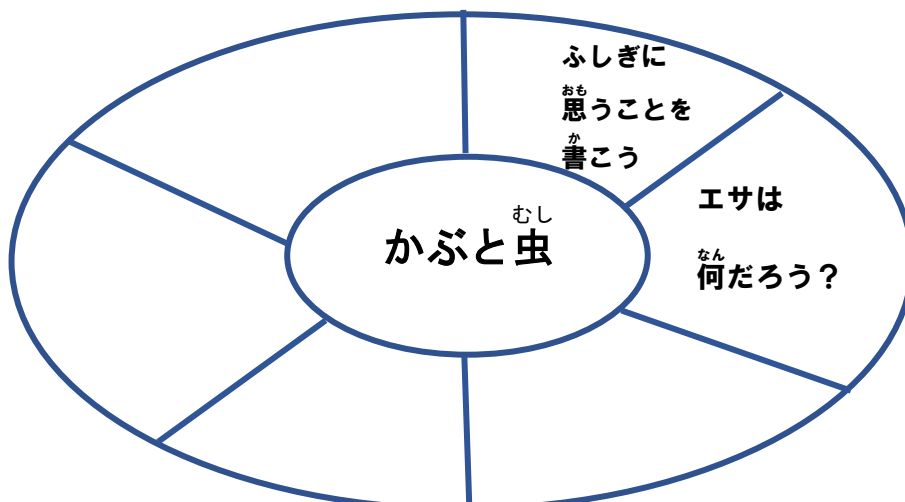 ふしぎに
思うことを
書こう
エサは
何だろう？
かぶと虫
おも
か
なん
むし